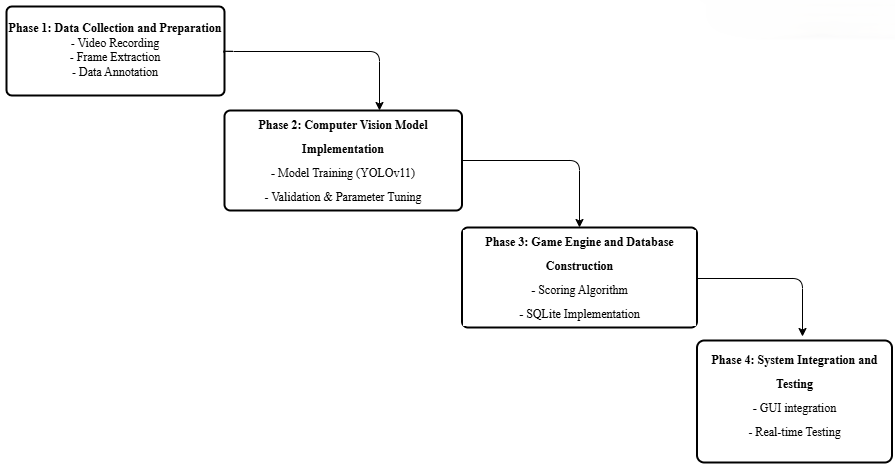 Phase 1: Data Collection and Preparation
- Video Recording
- Frame Extraction
- Data Annotation
Phase 2: Computer Vision Model
Implementation
- Model Training (YOLOv11)
- Validation & Parameter Tuning
Phase 3: Game Engine and Database
Construction
- Scoring Algorithm
- SQLite Implementation
Phase 4: System Integration and
Testing
- GUI integration
- Real-time Testing